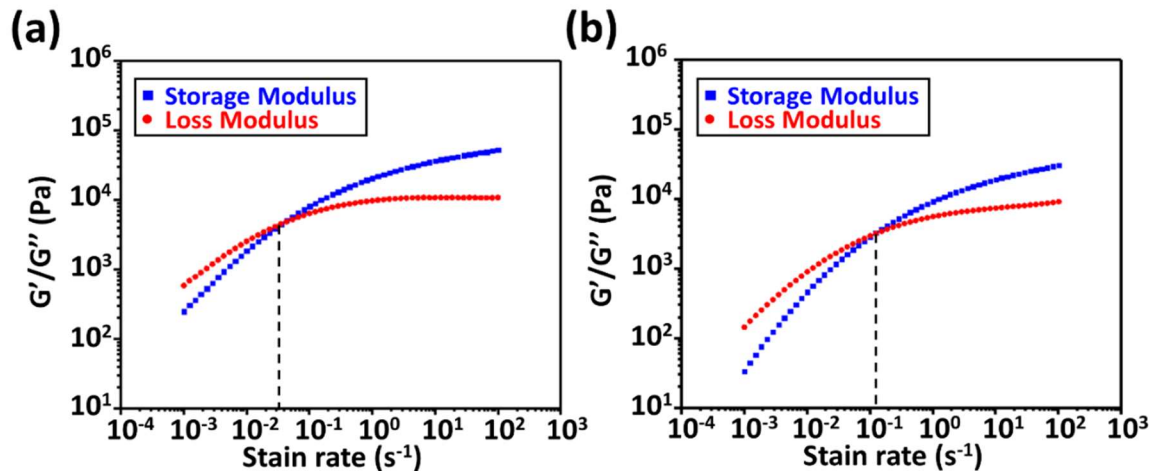 (a)
10⁶
10⁵
10⁴
10³
10²
10¹
G'/G'' (Pa)
Storage Modulus
Loss Modulus
10⁻⁴ 10⁻³ 10⁻² 10⁻¹ 10⁰ 10¹ 10² 10³
Stain rate (s⁻¹)
(b)
10⁶
10⁵
10⁴
10³
10²
10¹
G'/G'' (Pa)
Storage Modulus
Loss Modulus
10⁻⁴ 10⁻³ 10⁻² 10⁻¹ 10⁰ 10¹ 10² 10³
Stain rate (s⁻¹)